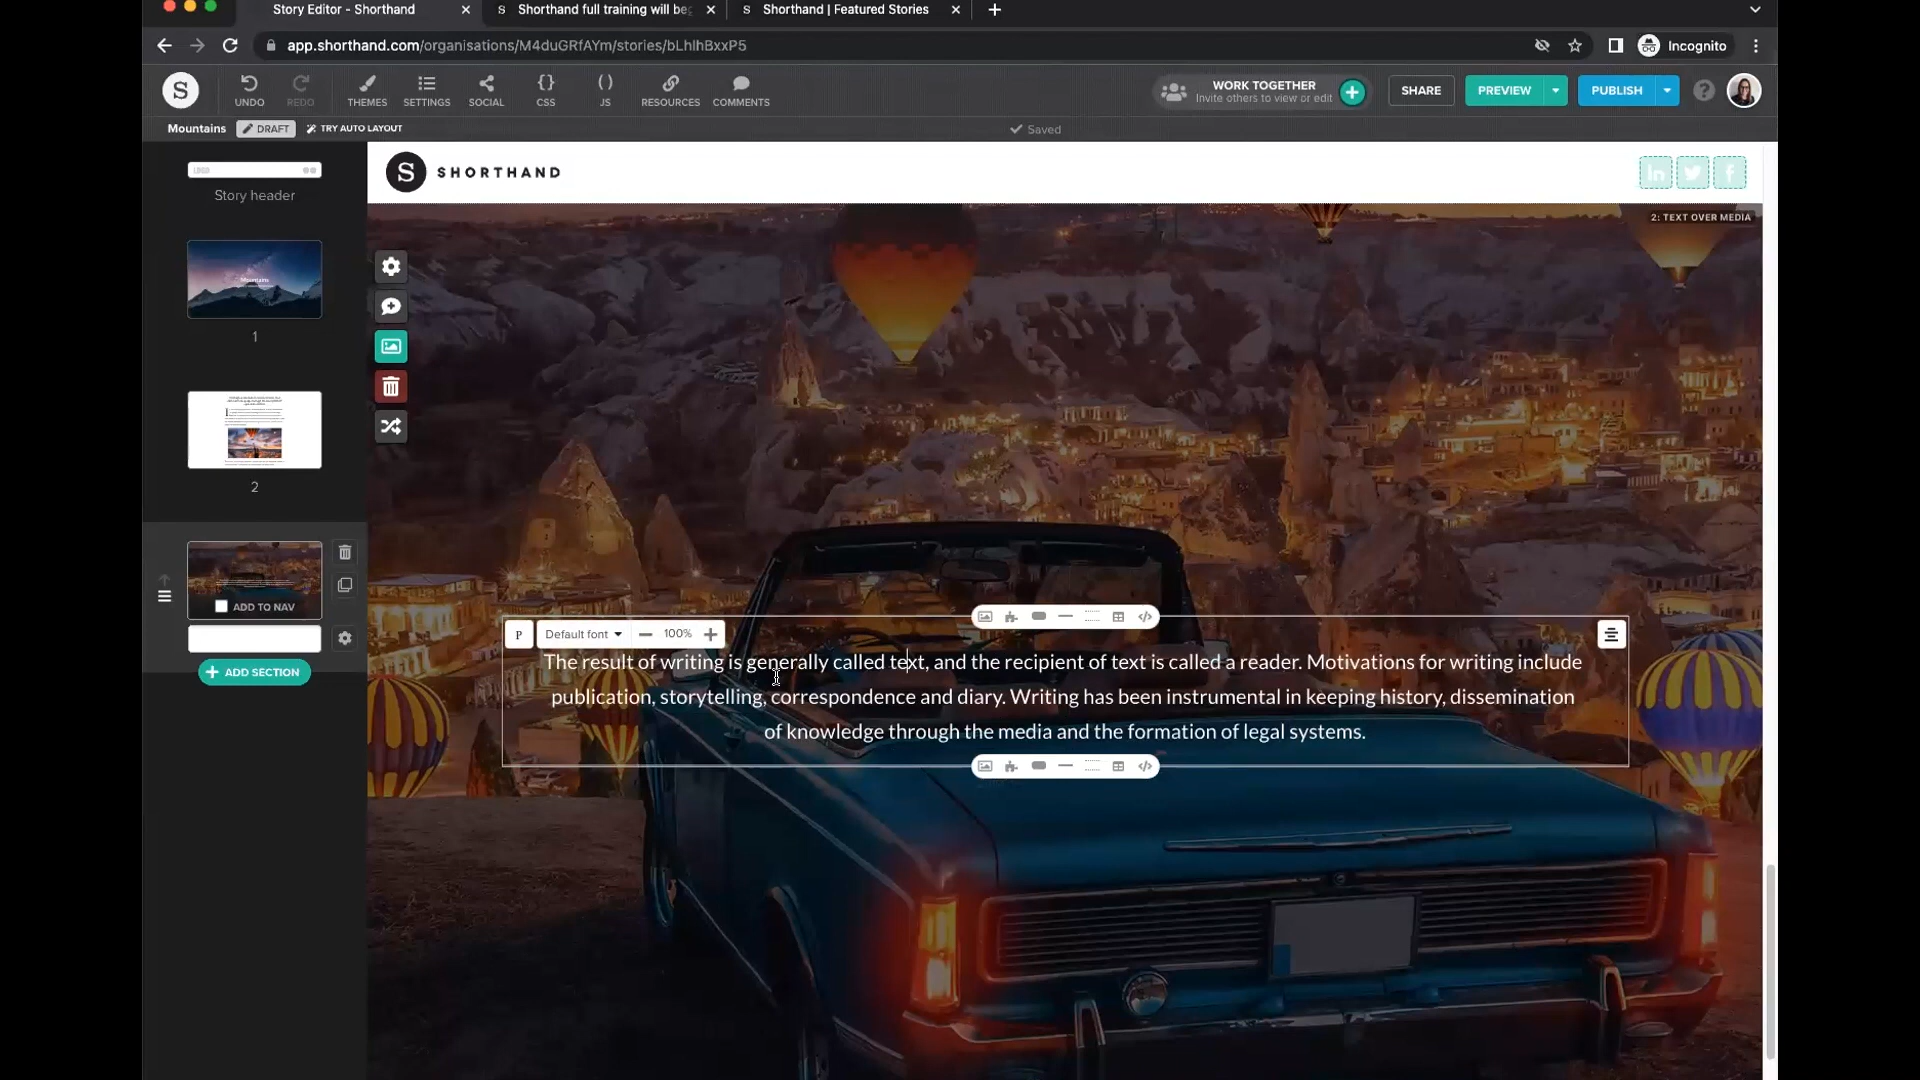 Story Editor - Shorthand
Shorthand full training will be
Shorthand | Featured Stories
app.shorthand.com/organisations/M4duGRfAYm/stories/bLhIhBxxP5
Incognito
S
UNDO
REDO
THEMES
SETTINGS
SOCIAL
{} CSS
() JS
RESOURCES
COMMENTS
WORK TOGETHER
Invite others to view or edit
SHARE
PREVIEW
PUBLISH
?
Mountains
DRAFT
TRY AUTO LAYOUT
Saved
LOGO
Story header
S SHORTHAND
in
f
2: TEXT OVER MEDIA
Mountains
1
2
ADD TO NAV
ADD SECTION
P
Default font
100%
The result of writing is generally called text, and the recipient of text is called a reader. Motivations for writing include
publication, storytelling, correspondence and diary. Writing has been instrumental in keeping history, dissemination
of knowledge through the media and the formation of legal systems.